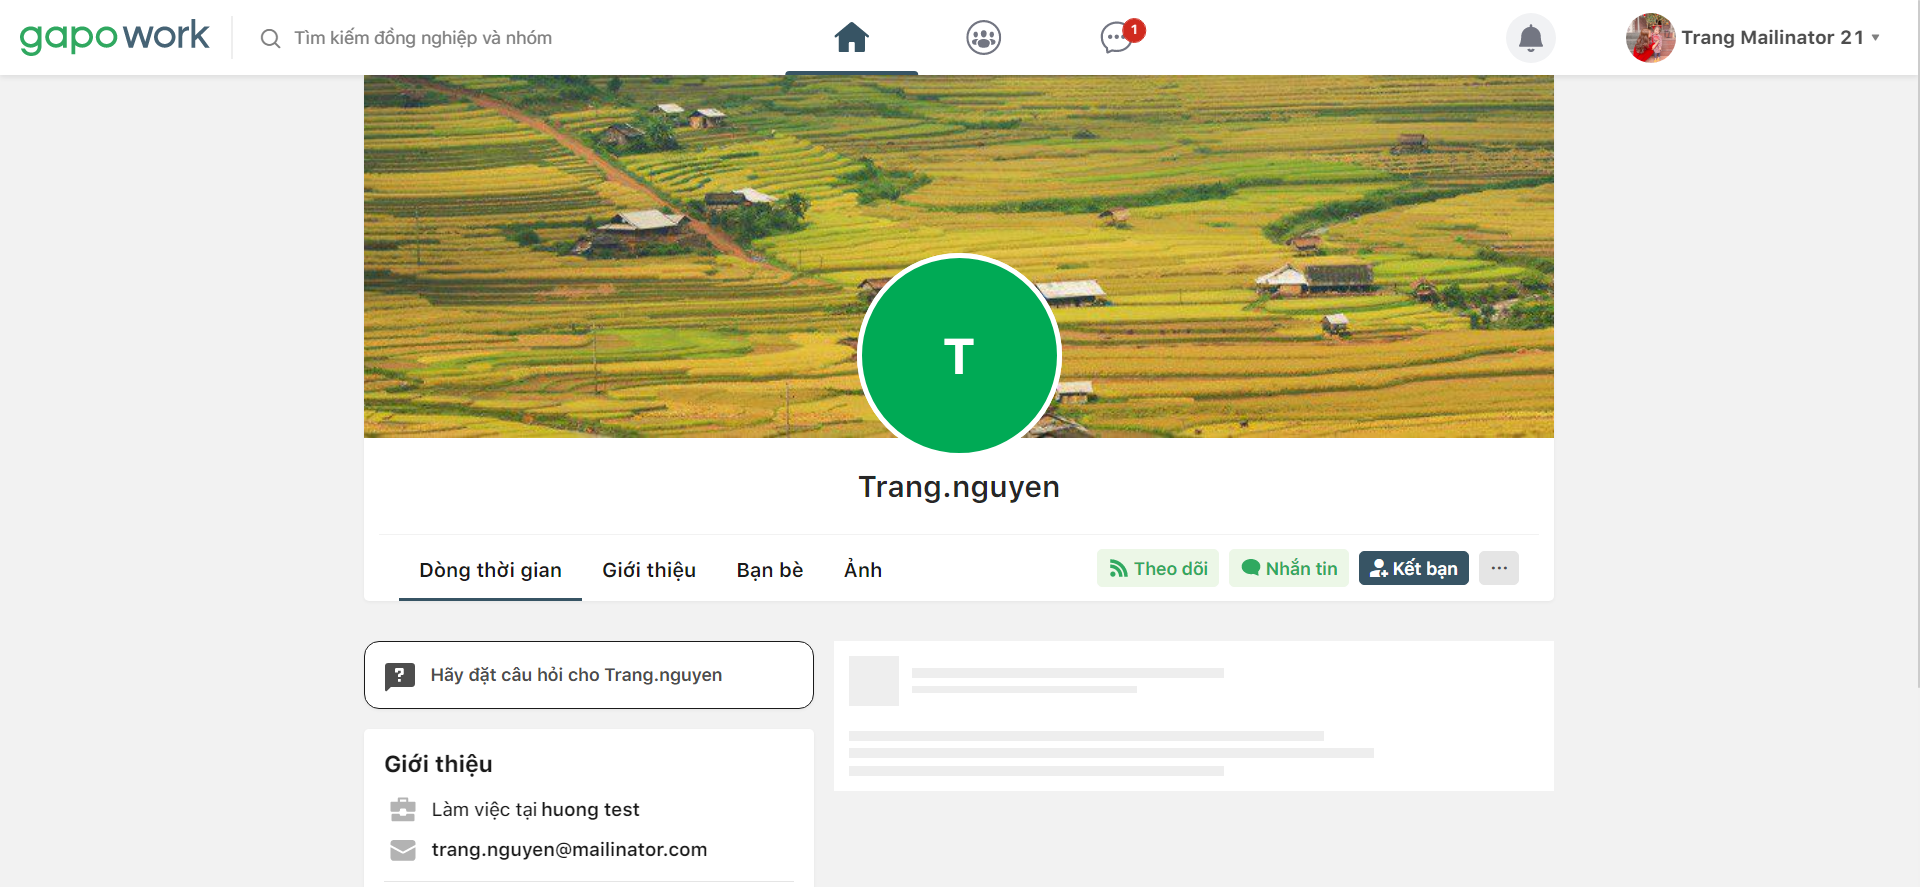 gapowork
Tìm kiếm đồng nghiệp và nhóm
1
Trang Mailinator 21
T
Trang.nguyen
Dòng thời gian
Giới thiệu
Bạn bè
Ảnh
Theo dõi
Nhắn tin
Kết bạn
Hãy đặt câu hỏi cho Trang.nguyen
Giới thiệu
Làm việc tại huong test
trang.nguyen@mailinator.com